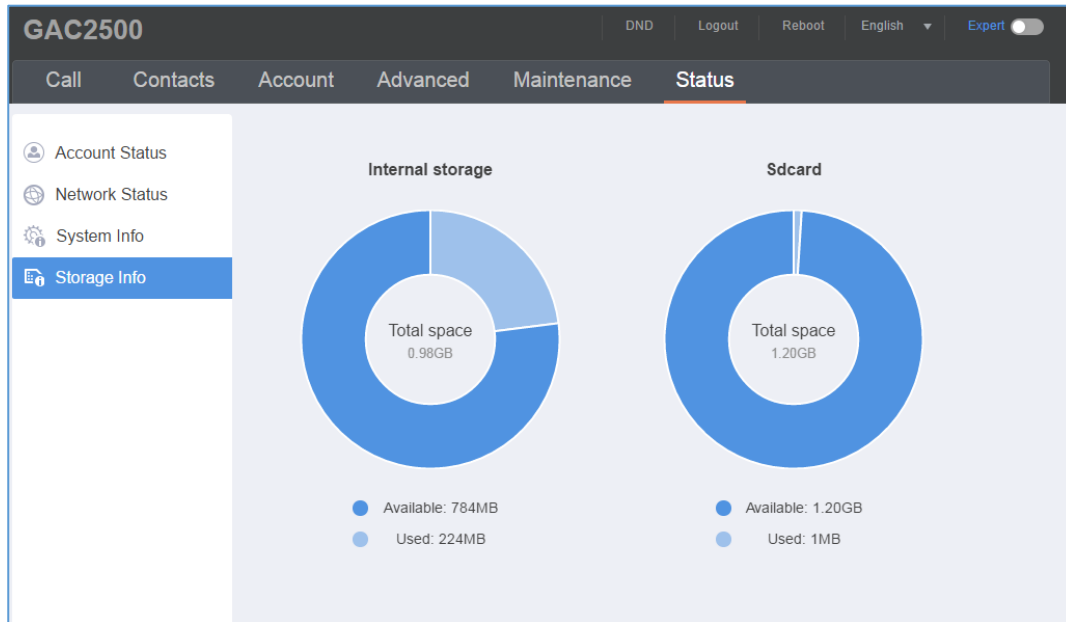 GAC2500
DND Logout Reboot English Expert
Call Contacts Account Advanced Maintenance Status
Account Status
Network Status
System Info
Storage Info
Internal storage
Total space
0.98GB
Available: 784MB
Used: 224MB
Sdcard
Total space
1.20GB
Available: 1.20GB
Used: 1MB